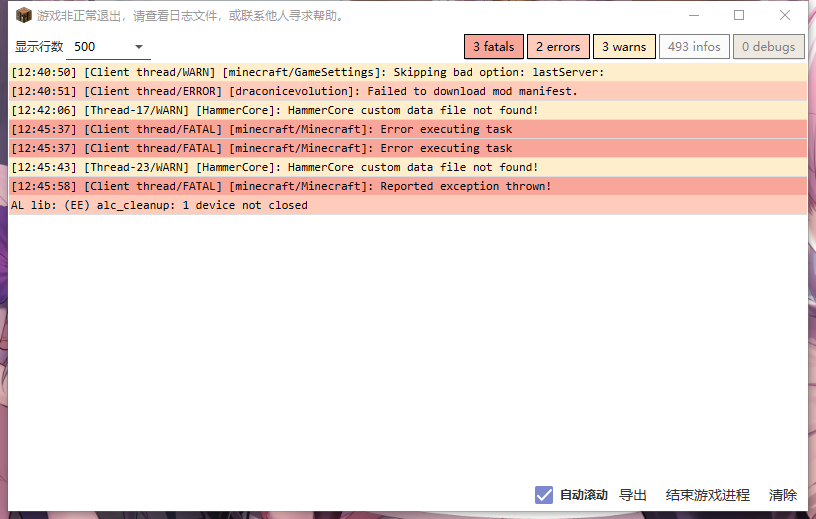 游戏非正常退出，请查看日志文件，或联系他人寻求帮助。
显示行数 500 3 fatals 2 errors 3 warns 493 infos 0 debugs
[12:40:50] [Client thread/WARN] [minecraft/GameSettings]: Skipping bad option: lastServer:
[12:40:51] [Client thread/ERROR] [draconicevolution]: Failed to download mod manifest.
[12:42:06] [Thread-17/WARN] [HammerCore]: HammerCore custom data file not found!
[12:45:37] [Client thread/FATAL] [minecraft/Minecraft]: Error executing task
[12:45:37] [Client thread/FATAL] [minecraft/Minecraft]: Error executing task
[12:45:43] [Thread-23/WARN] [HammerCore]: HammerCore custom data file not found!
[12:45:58] [Client thread/FATAL] [minecraft/Minecraft]: Reported exception thrown!
AL lib: (EE) alc_cleanup: 1 device not closed
自动滚动 导出 结束游戏进程 清除